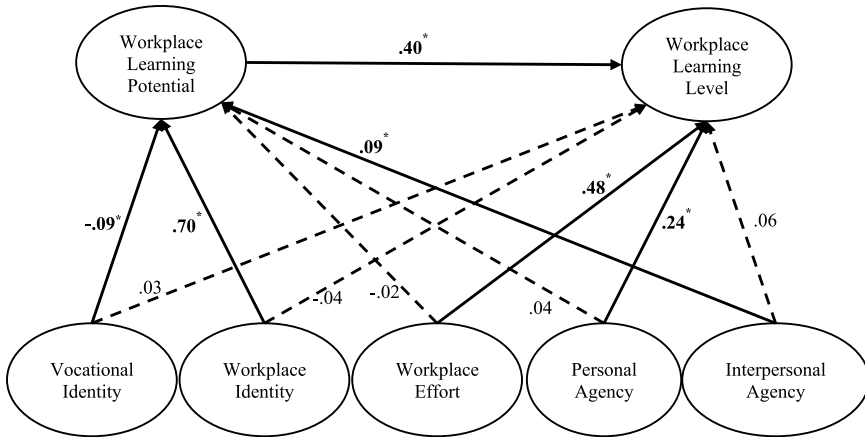 Workplace
Learning
Potential
Workplace
Learning
Level
.40*
.09*
.48*
-.09*
.70*
.24*
.06
.03
-.04
-.02
.04
Vocational
Identity
Workplace
Identity
Workplace
Effort
Personal
Agency
Interpersonal
Agency